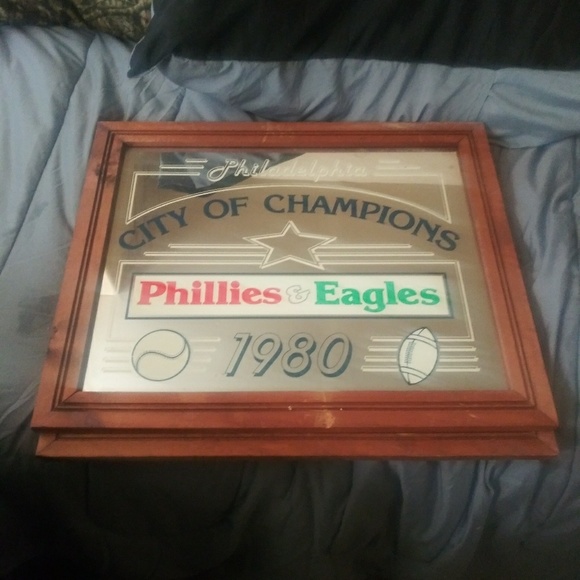 Philadelphia
CITY OF CHAMPIONS
Phillies & Eagles
1980